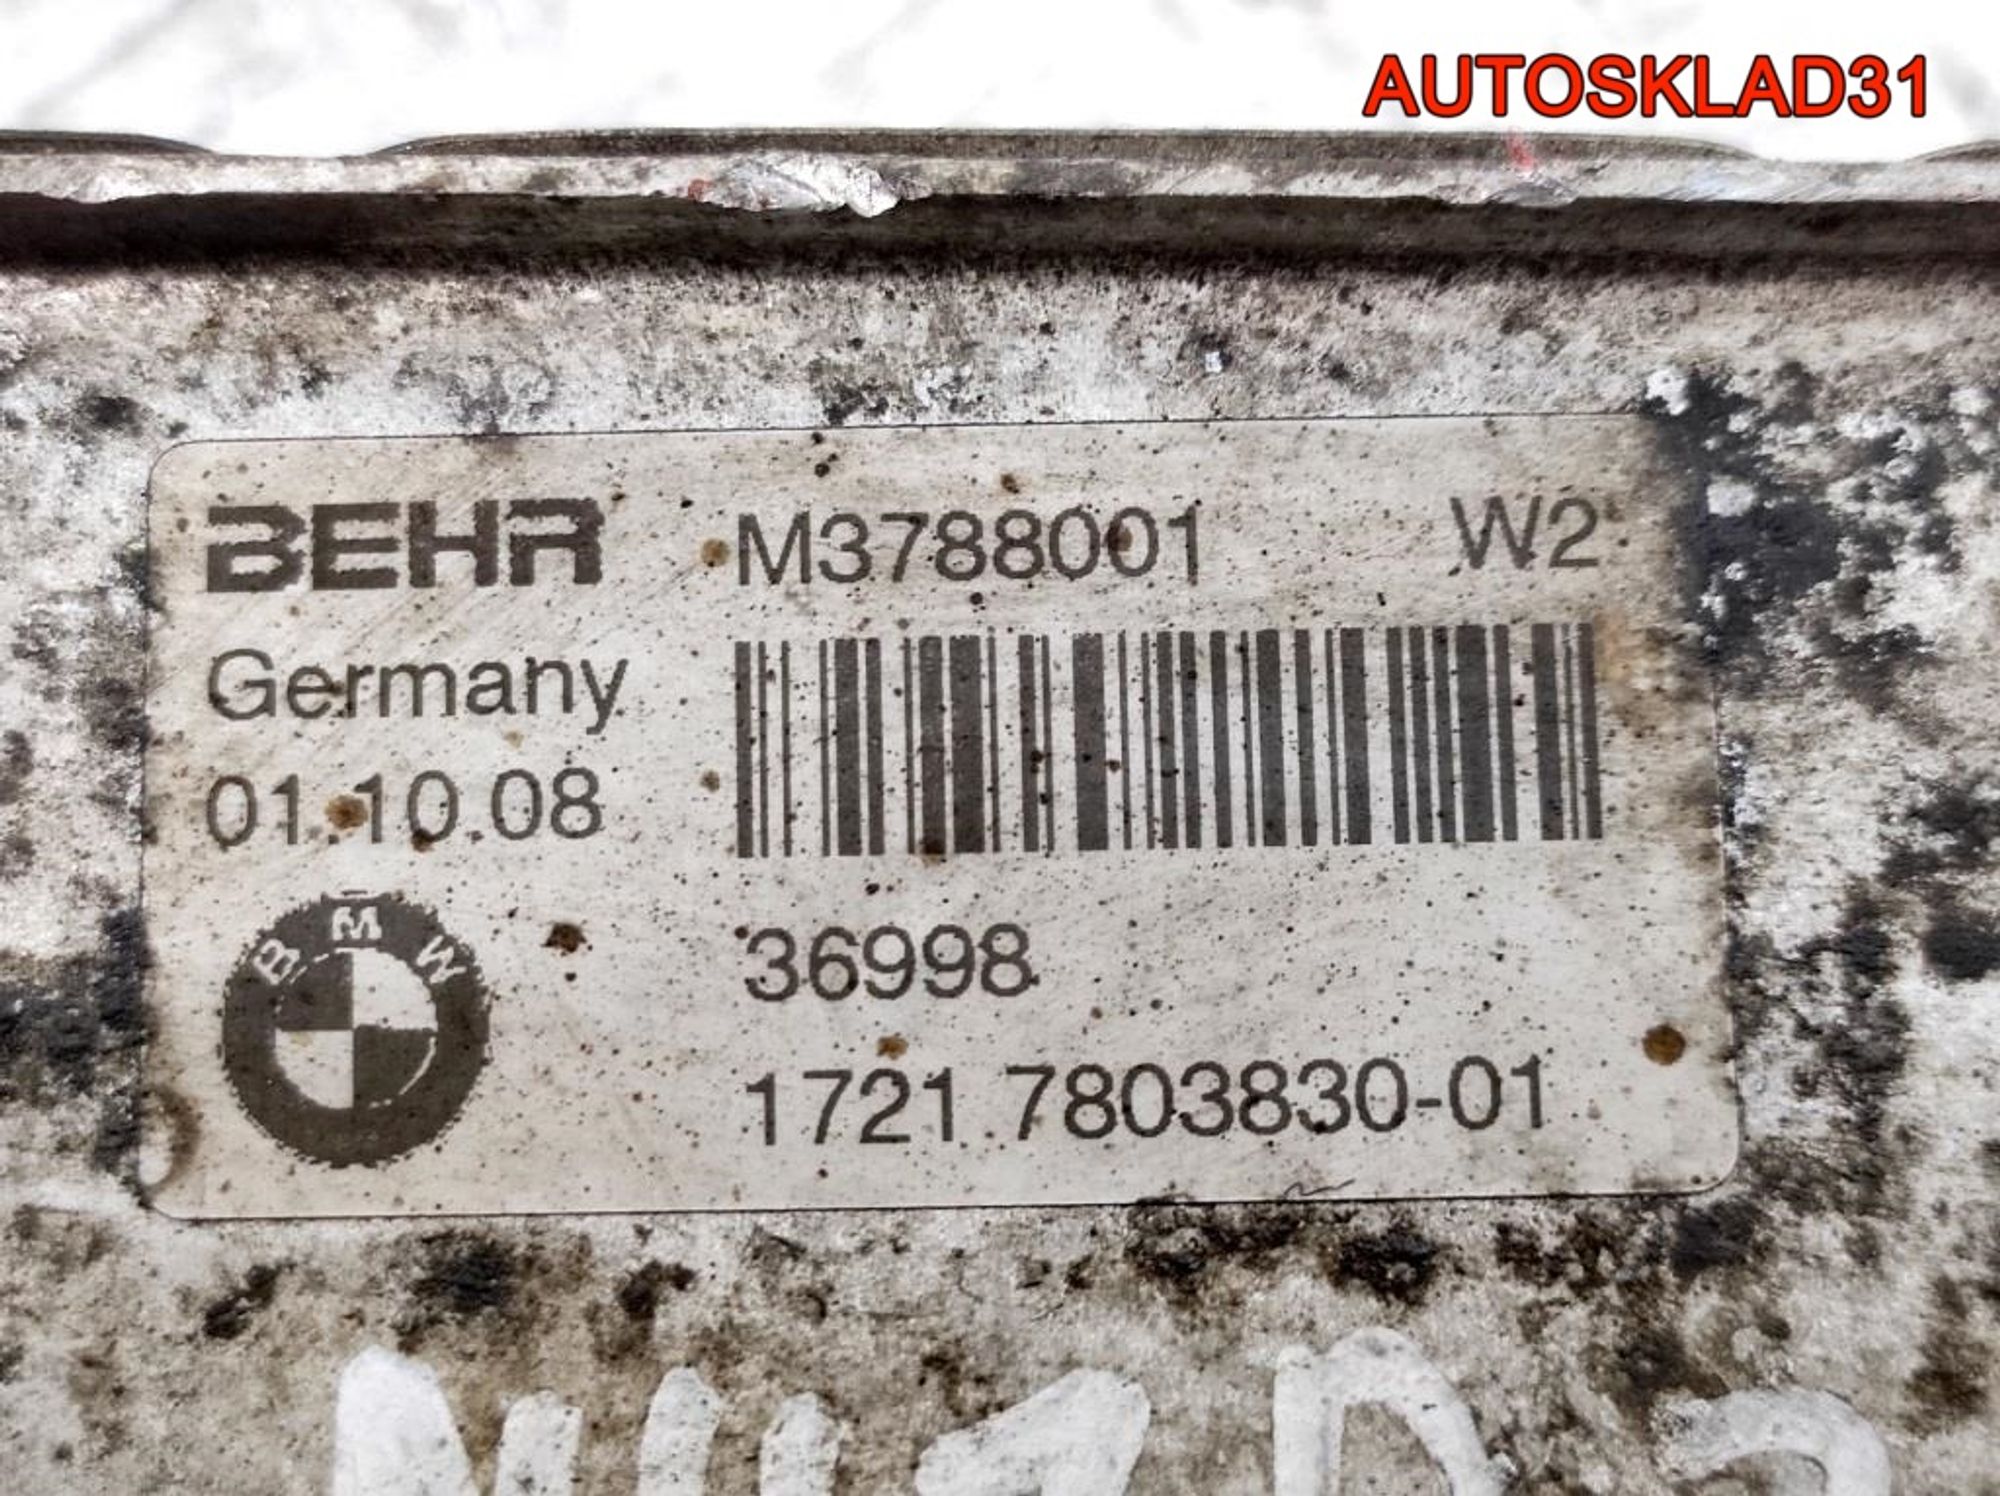 AUTOSKLAD31
BEHR M3788001 W2
Germany
01.10.08
BMW
36998
1721 7803830-01